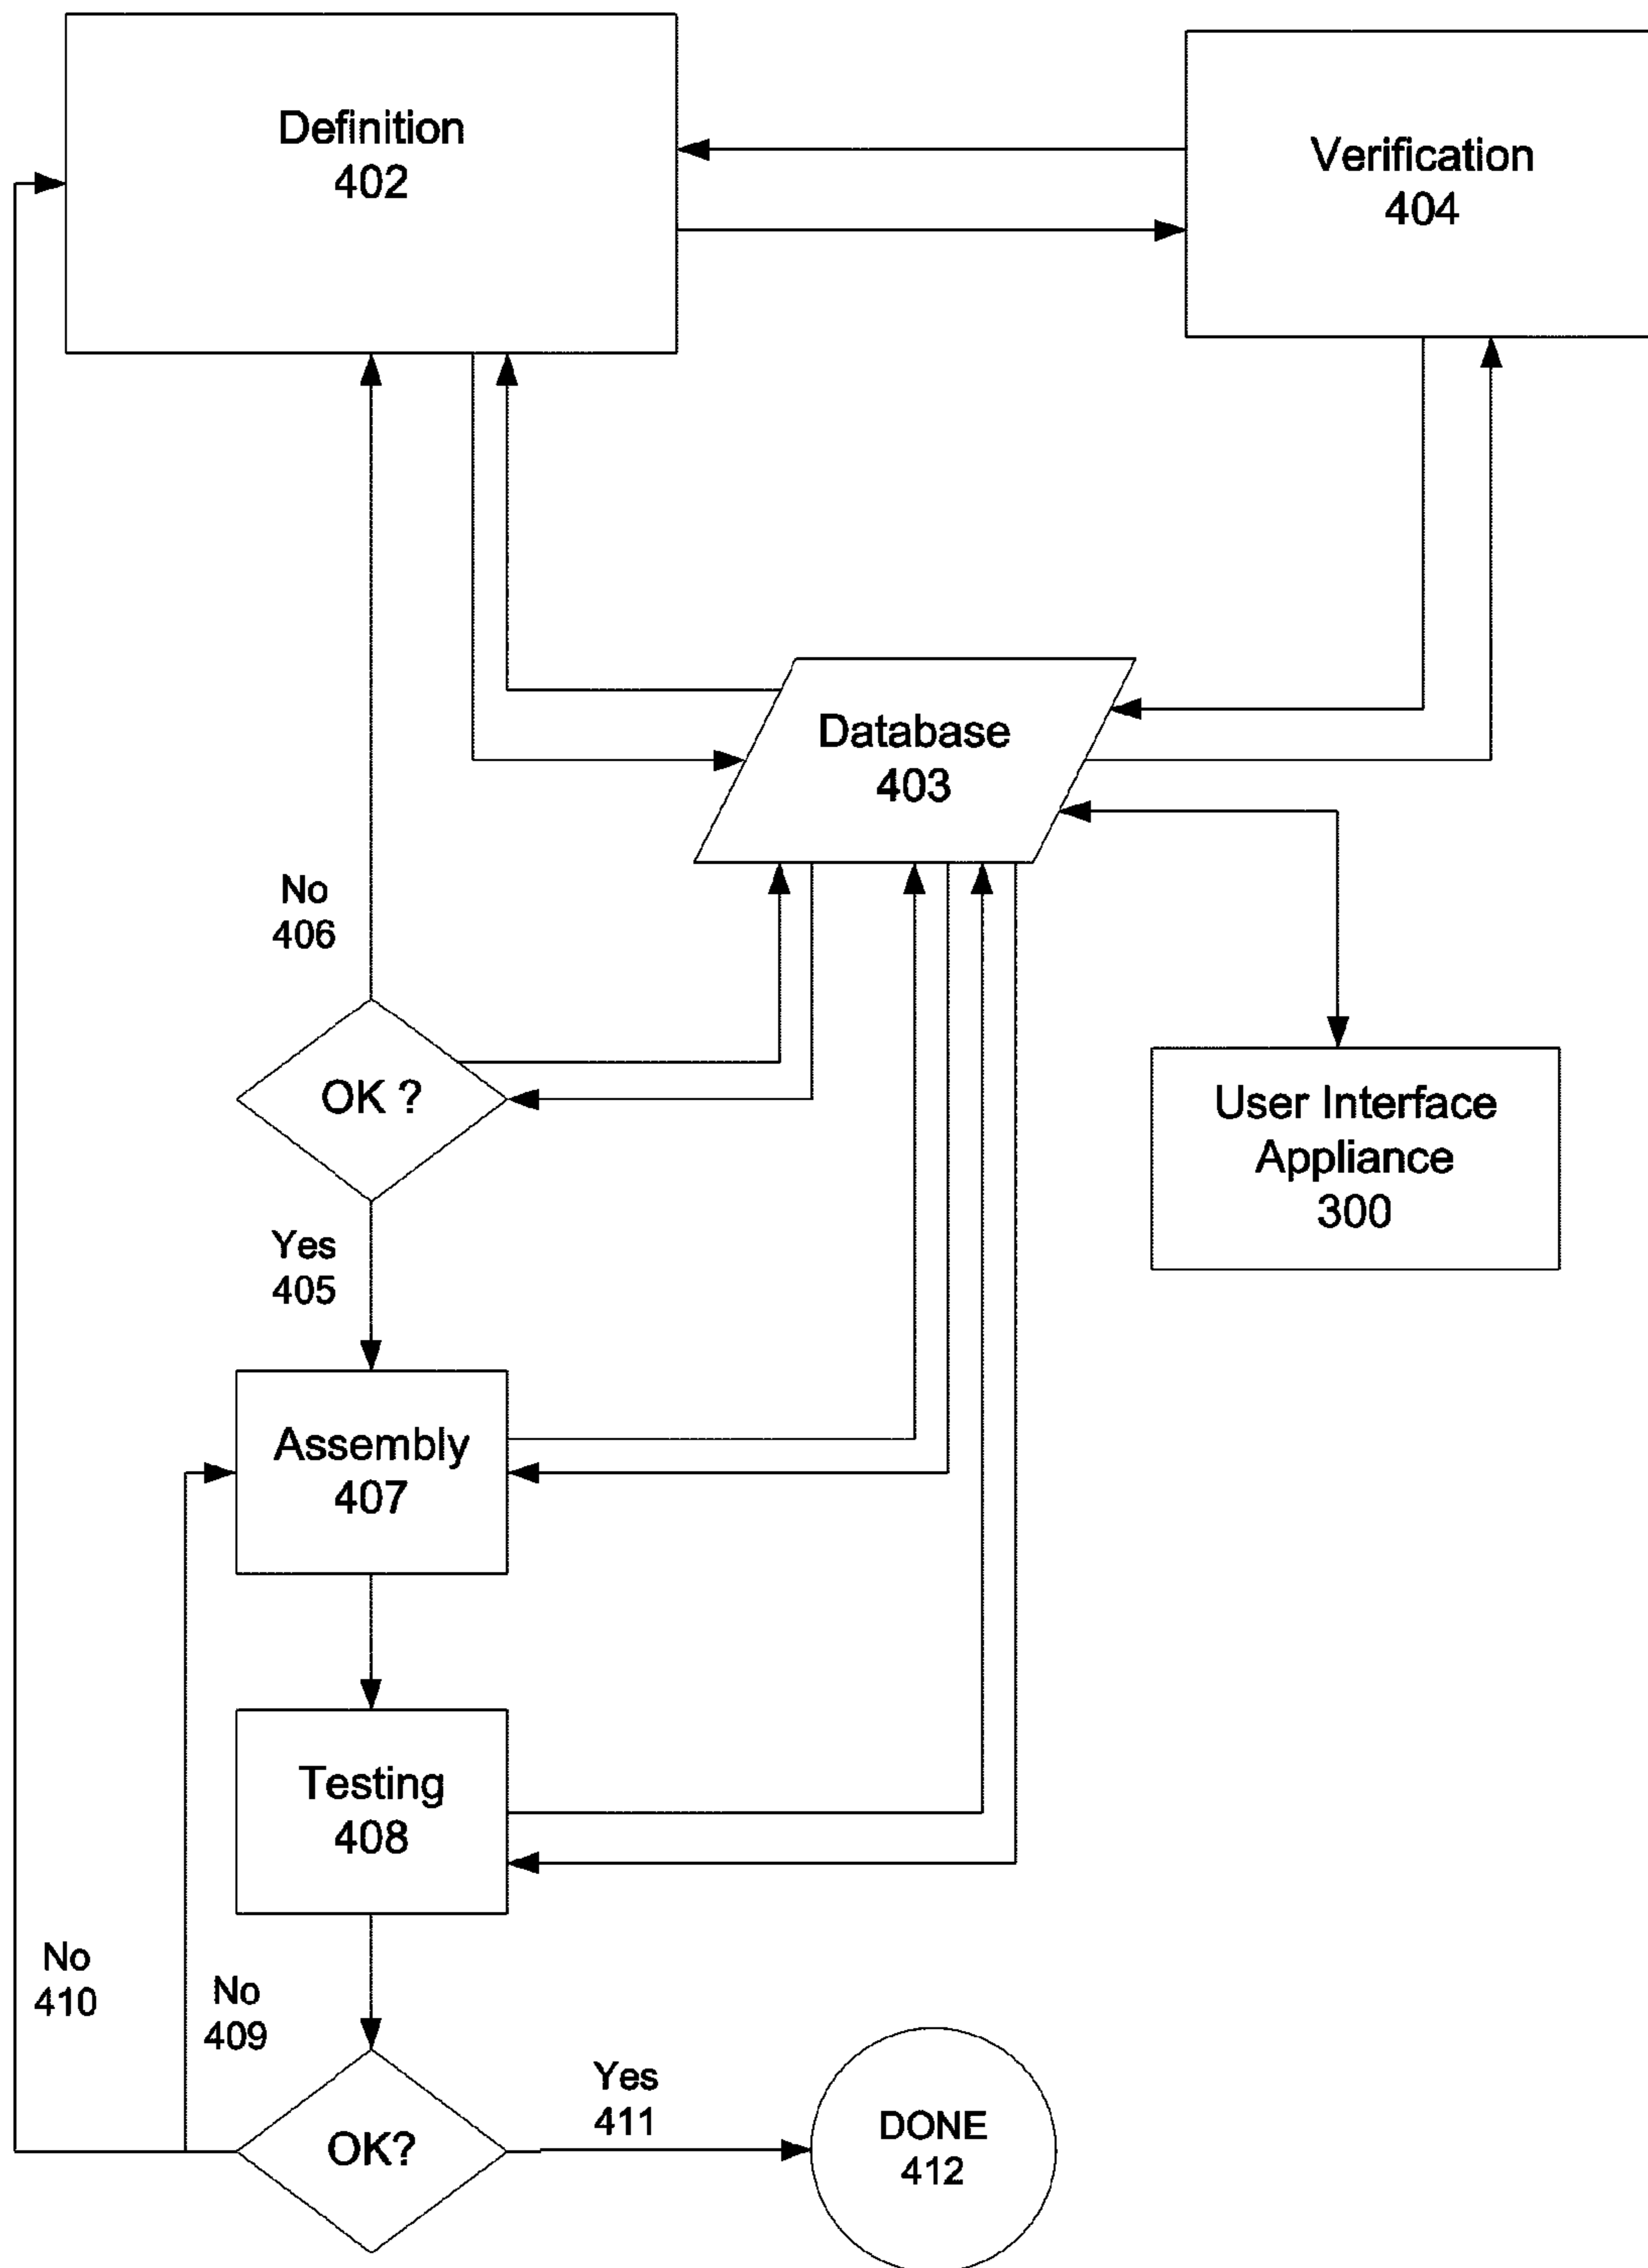 Definition
402
Verification
404
Database
403
No
406
OK ?
User Interface
Appliance
300
Yes
405
Assembly
407
Testing
408
No
410
No
409
Yes
411
OK?
DONE
412